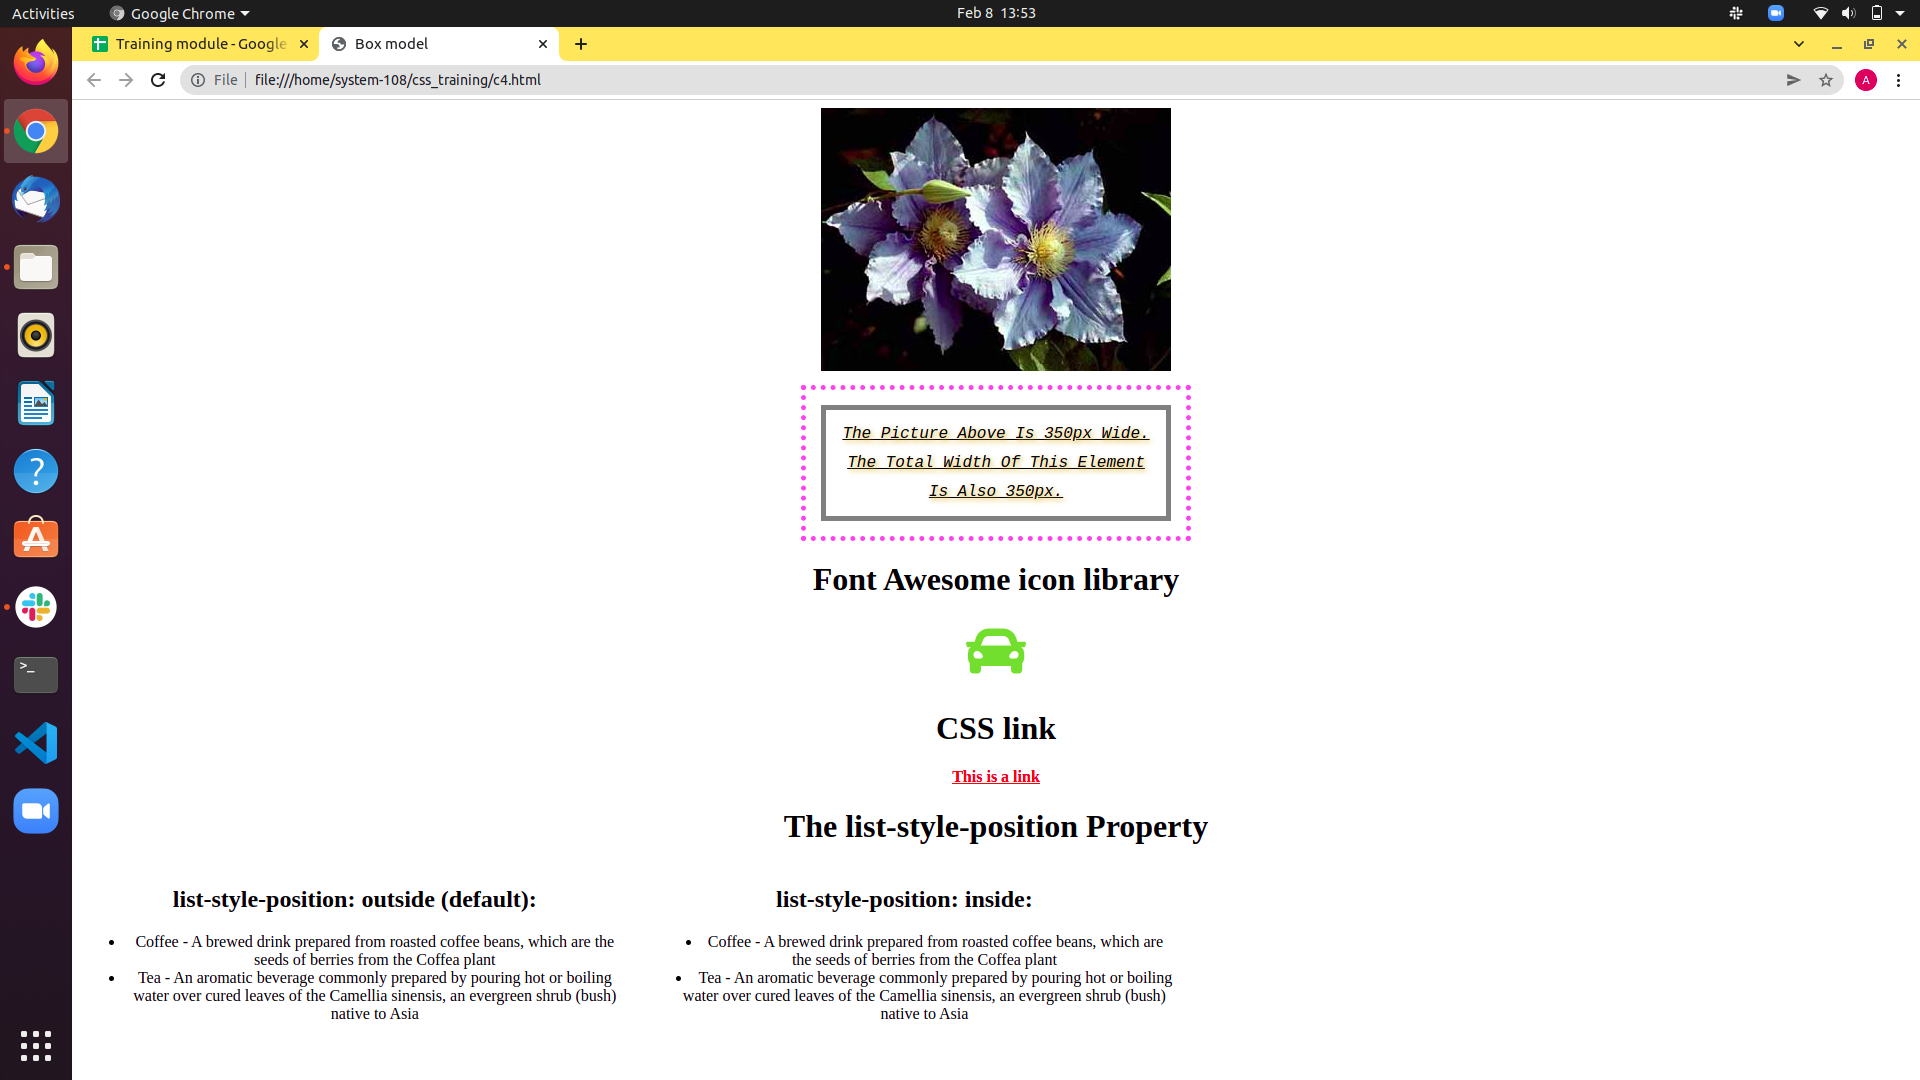 Activities
Google Chrome
Feb 8 13:53
Training module - Google
Box model
File
file:///home/system-108/css_training/c4.html
A
The Picture Above Is 350px Wide.
The Total Width Of This Element
Is Also 350px.
Font Awesome icon library
CSS link
This is a link
The list-style-position Property
list-style-position: outside (default):
• Coffee - A brewed drink prepared from roasted coffee beans, which are the
seeds of berries from the Coffea plant
• Tea - An aromatic beverage commonly prepared by pouring hot or boiling
water over cured leaves of the Camellia sinensis, an evergreen shrub (bush)
native to Asia
list-style-position: inside:
• Coffee - A brewed drink prepared from roasted coffee beans, which are
the seeds of berries from the Coffea plant
• Tea - An aromatic beverage commonly prepared by pouring hot or boiling
water over cured leaves of the Camellia sinensis, an evergreen shrub (bush)
native to Asia